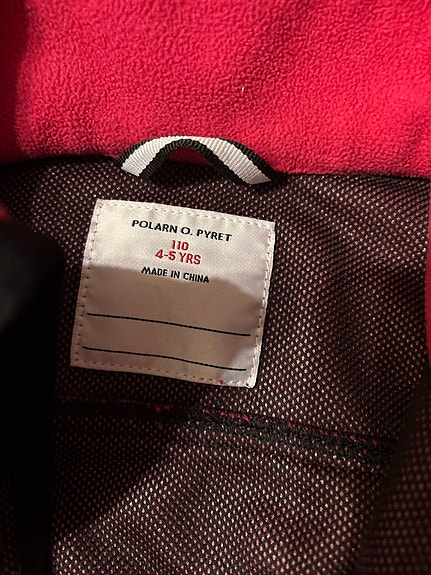 POLARN O. PYRET
110
4-5 YRS
MADE IN CHINA